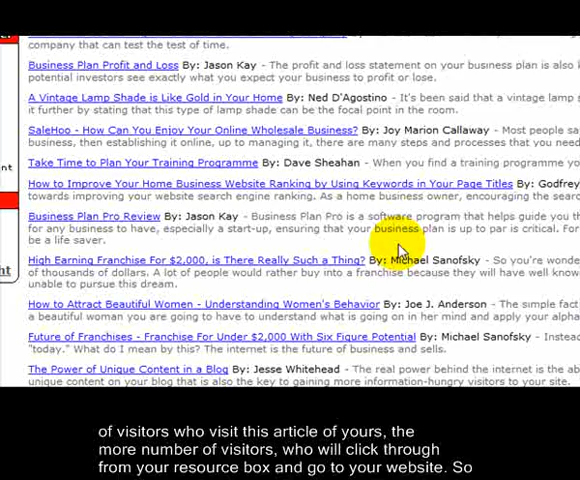 company that can test the test of time.
Business Plan Profit and Loss By: Jason Kay - The profit and loss statement on your business plan is also k
potential investors see exactly what you expect your business to profit or lose.
A Vintage Lamp Shade is Like Gold in Your Home By: Ned D'Agostino - It's been said that a vintage lamp s
it further by stating that this type of lamp shade can be the focal point in the room.
SaleHoo - How Can You Enjoy Your Online Wholesale Business? By: Joy Marion Callaway - Most people sa
business, then establishing it online, up to managing it, there are many steps and processes that you need
Take Time to Plan Your Training Programme By: Dave Sheahan - When you find a training programme yo
nt
How to Improve Your Home Business Website Ranking by Using Keywords in Your Page Titles By: Godfrey
towards improving your website search engine ranking. As a home business owner, encouraging the searc
Business Plan Pro Review By: Jason Kay - Business Plan Pro is a software program that helps guide you th
for any business to have, especially a start-up, ensuring that your business plan is up to par is critical. For
be a life saver.
High Earning Franchise For $2,000, is There Really Such a Thing? By: Michael Sanofsky - So you're wonde
of thousands of dollars. A lot of people would rather buy into a franchise because they will have well know
ht
unable to pursue this dream.
How to Attract Beautiful Women - Understanding Women's Behavior By: Joe J. Anderson - The simple fact
a beautiful woman you are going to have to understand what is going on in her mind and apply your alpha
Future of Franchises - Franchise For Under $2,000 With Six Figure Potential By: Michael Sanofsky - Instead
"today." What do I mean by this? The internet is the future of business and sells.
The Power of Unique Content in a Blog By: Jesse Whitehead - The real power behind the internet is the ab
unique content on your blog that is also the key to gaining more information-hungry visitors to your site.
of visitors who visit this article of yours, the
more number of visitors, who will click through
from your resource box and go to your website. So